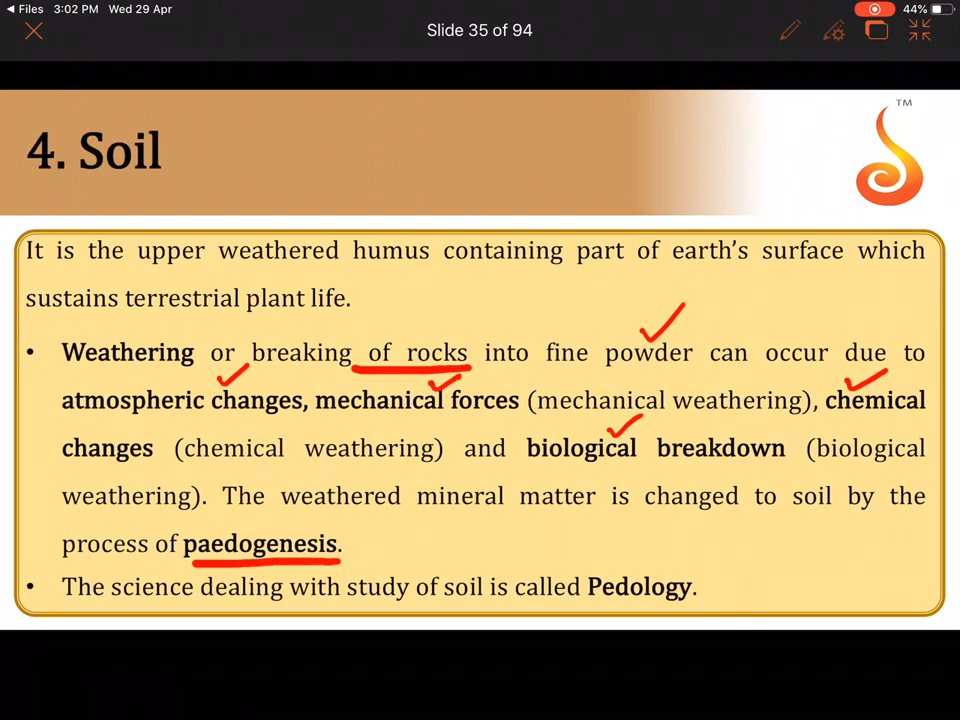 Files 3:02 PM Wed 29 Apr 44%
Slide 35 of 94
TM
4. Soil
It is the upper weathered humus containing part of earth's surface which
sustains terrestrial plant life.
• Weathering or breaking of rocks into fine powder can occur due to
atmospheric changes, mechanical forces (mechanical weathering), chemical
changes (chemical weathering) and biological breakdown (biological
weathering). The weathered mineral matter is changed to soil by the
process of paedogenesis.
• The science dealing with study of soil is called Pedology.